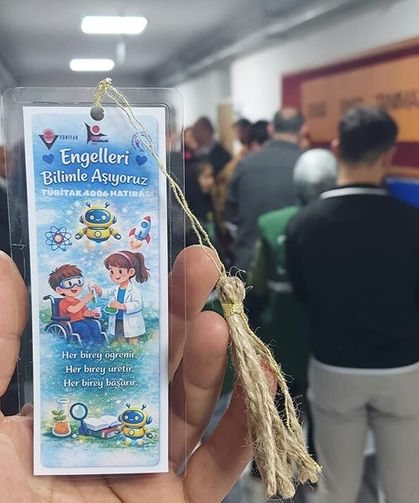 TÜBİTAK
Engelleri
Bilimle Aşıyoruz
TÜBİTAK 4006 HATIRASI
Her birey öğrenir.
Her birey üretir.
Her birey başarır.